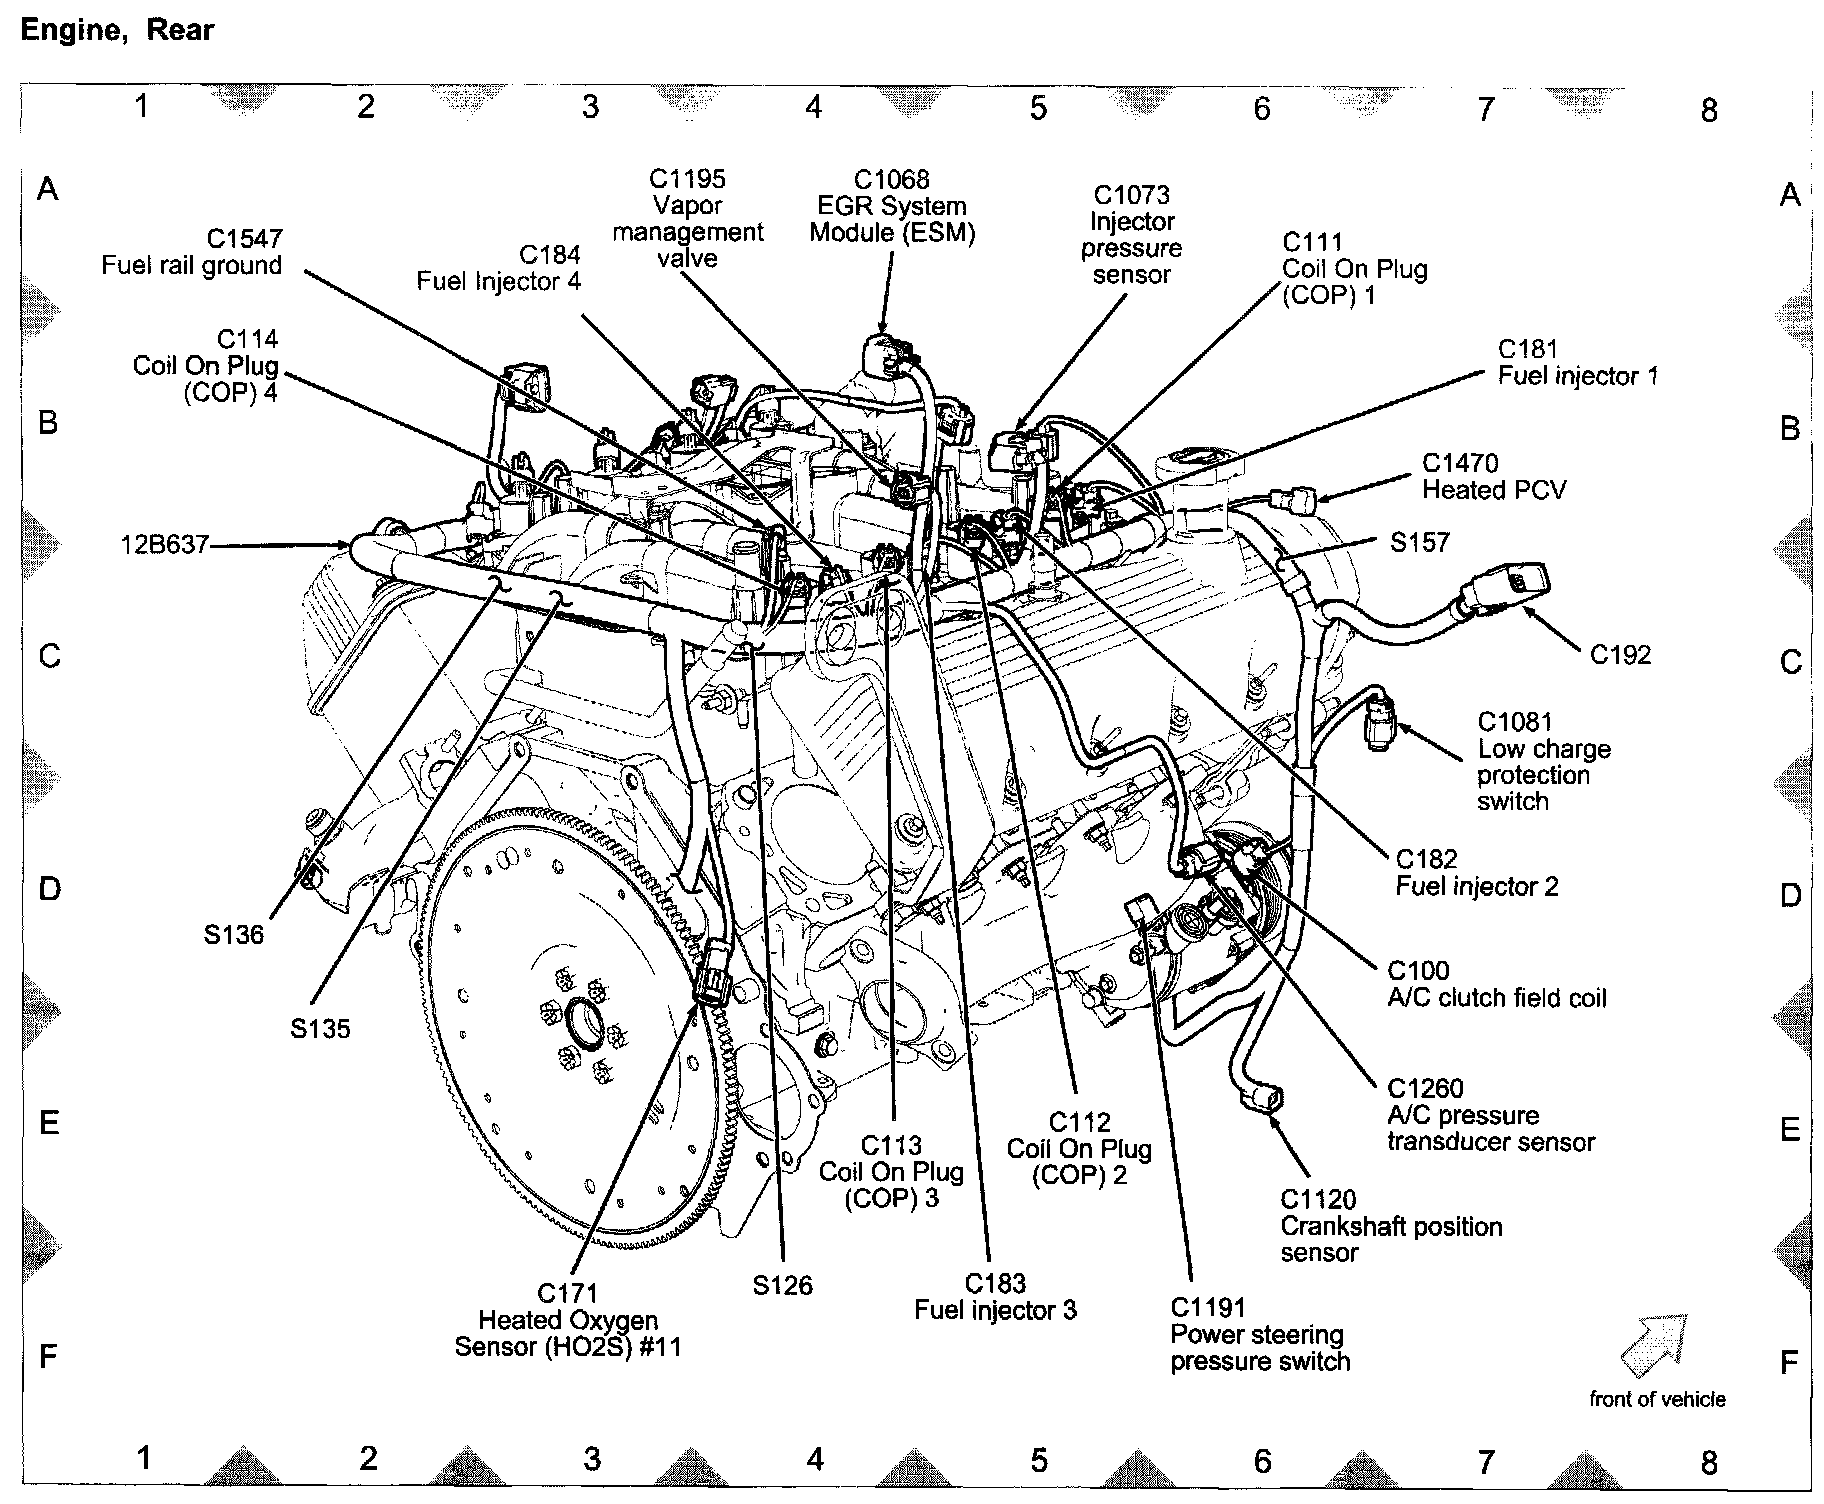 Engine, Rear
1 2 3 4 5 6 7 8
A
A
C1195
Vapor
management
valve
C1068
EGR System
Module (ESM)
C1073
Injector
pressure
sensor
C1547
Fuel rail ground
C184
Fuel Injector 4
C111
Coil On Plug
(COP) 1
C114
Coil On Plug
(COP) 4
C181
Fuel injector 1
B
B
C1470
Heated PCV
12B637
S157
C
C
C192
C1081
Low charge
protection
switch
C182
Fuel injector 2
D
D
S136
C100
A/C clutch field coil
S135
C1260
A/C pressure
transducer sensor
E
E
C113
Coil On Plug
(COP) 3
C112
Coil On Plug
(COP) 2
C1120
Crankshaft position
sensor
C171
Heated Oxygen
Sensor (HO2S) #11
S126
C183
Fuel injector 3
C1191
Power steering
pressure switch
F
F
front of vehicle
1 2 3 4 5 6 7 8